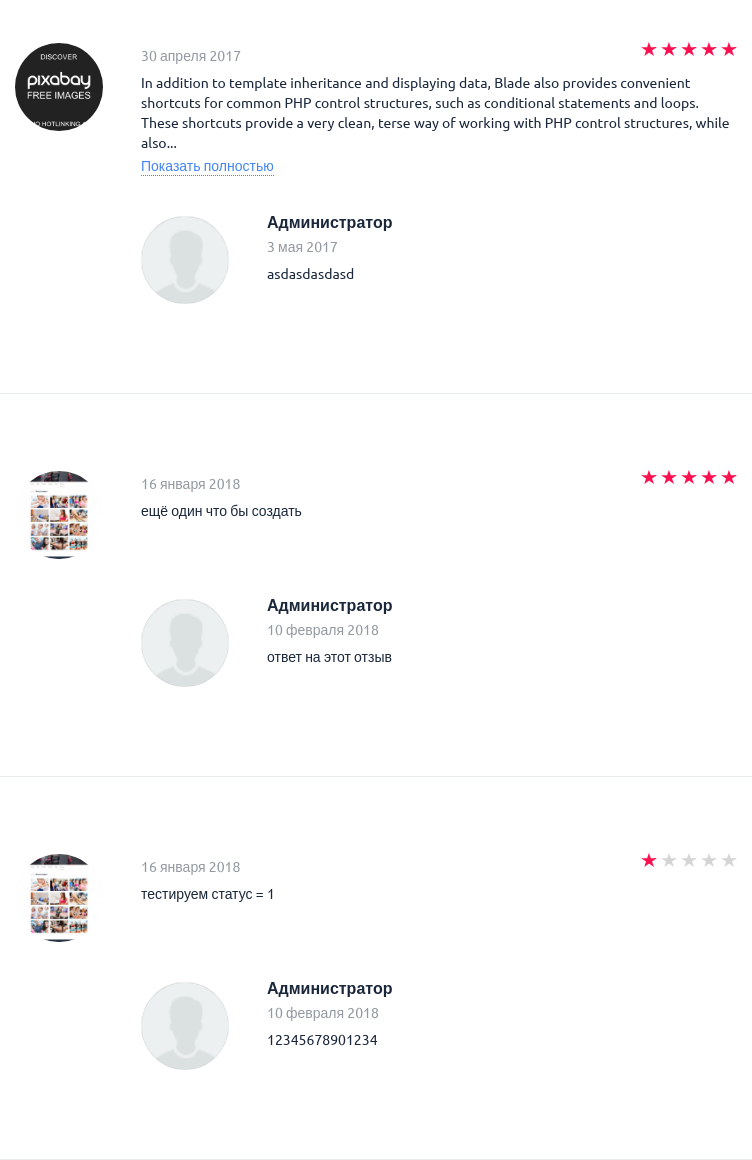 DISCOVER
pixabay
FREE IMAGES
NO HOTLINKING
30 апреля 2017
In addition to template inheritance and displaying data, Blade also provides convenient
shortcuts for common PHP control structures, such as conditional statements and loops.
These shortcuts provide a very clean, terse way of working with PHP control structures, while
also...
Показать полностью
Администратор
3 мая 2017
asdasdasdasd
16 января 2018
ещё один что бы создать
Администратор
10 февраля 2018
ответ на этот отзыв
16 января 2018
тестируем статус = 1
Администратор
10 февраля 2018
12345678901234